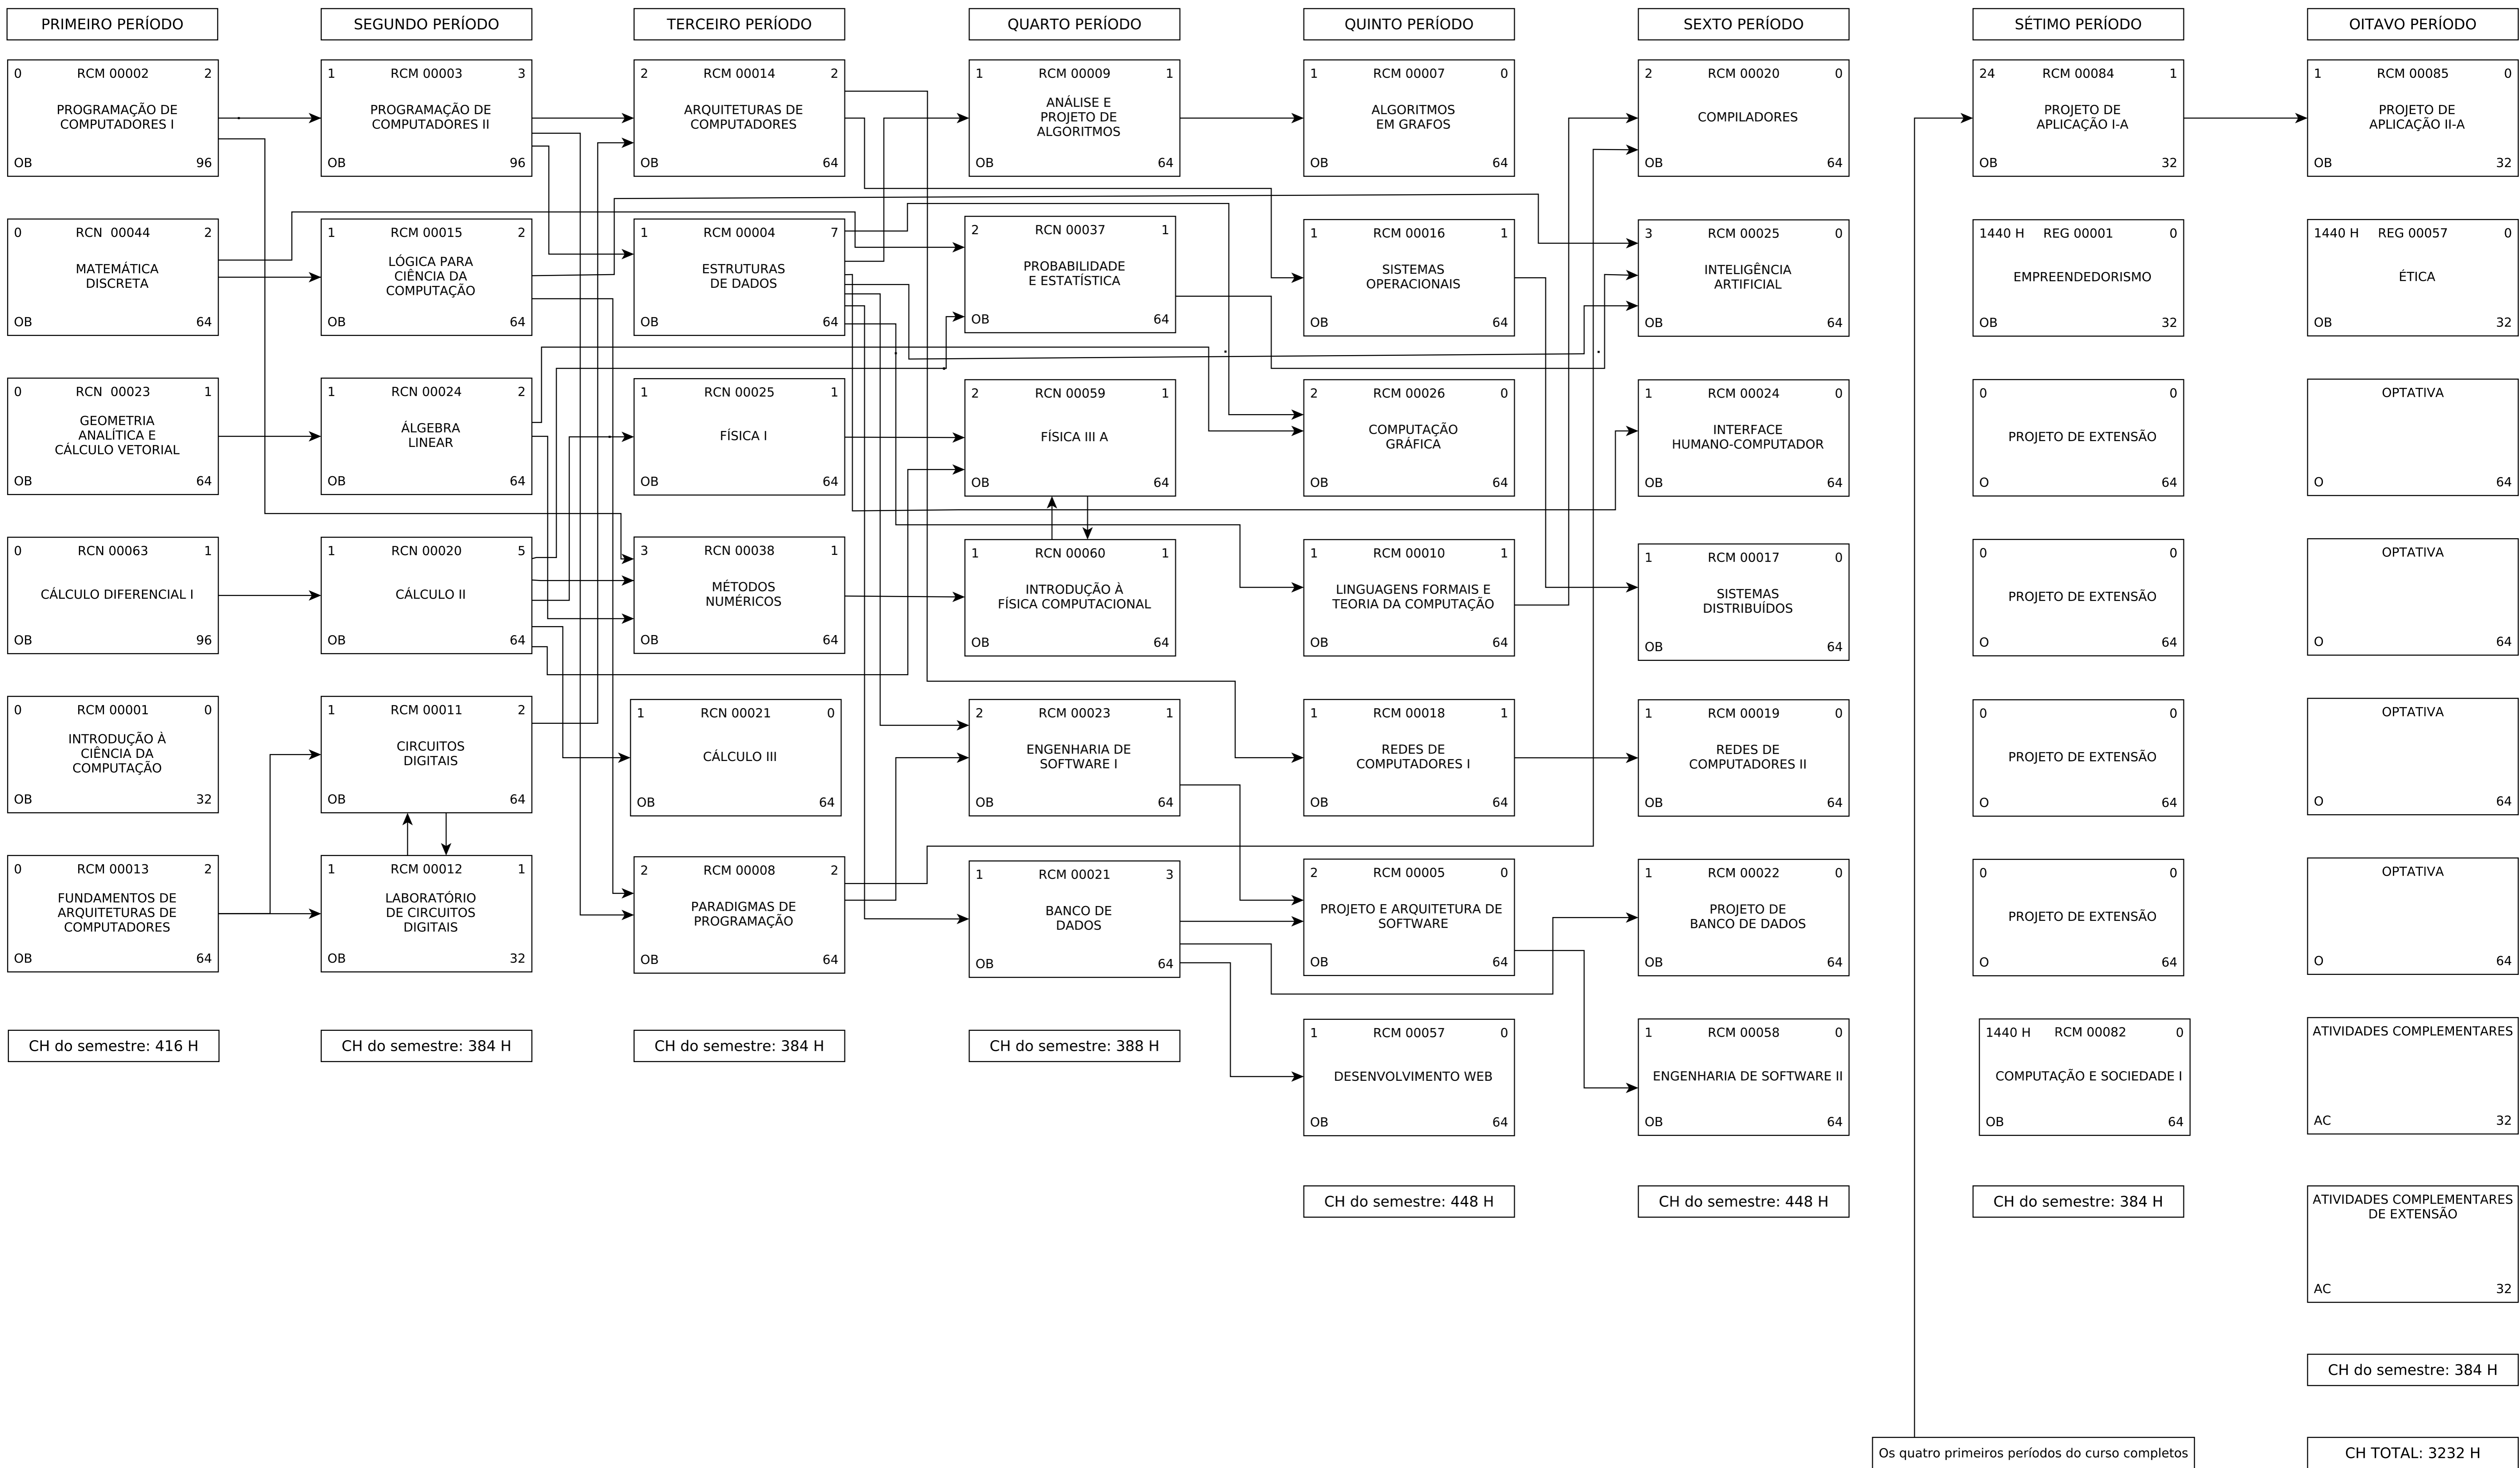 PRIMEIRO PERÍODO
0 RCM 00002 2
PROGRAMAÇÃO DE
COMPUTADORES I
OB 96
0 RCN 00044 2
MATEMÁTICA
DISCRETA
OB 64
0 RCN 00023 1
GEOMETRIA
ANALÍTICA E
CÁLCULO VETORIAL
OB 64
0 RCN 00063 1
CÁLCULO DIFERENCIAL I
OB 96
0 RCM 00001 0
INTRODUÇÃO À
CIÊNCIA DA
COMPUTAÇÃO
OB 32
0 RCM 00013 2
FUNDAMENTOS DE
ARQUITETURAS DE
COMPUTADORES
OB 64
CH do semestre: 416 H
SEGUNDO PERÍODO
1 RCM 00003 3
PROGRAMAÇÃO DE
COMPUTADORES II
OB 96
1 RCM 00015 2
LÓGICA PARA
CIÊNCIA DA
COMPUTAÇÃO
OB 64
1 RCN 00024 2
ÁLGEBRA
LINEAR
OB 64
1 RCN 00020 5
CÁLCULO II
OB 64
1 RCM 00011 2
CIRCUITOS
DIGITAIS
OB 64
1 RCM 00012 1
LABORATÓRIO
DE CIRCUITOS
DIGITAIS
OB 32
CH do semestre: 384 H
TERCEIRO PERÍODO
2 RCM 00014 2
ARQUITETURAS DE
COMPUTADORES
OB 64
1 RCM 00004 7
ESTRUTURAS
DE DADOS
OB 64
1 RCN 00025 1
FÍSICA I
OB 64
3 RCN 00038 1
MÉTODOS
NUMÉRICOS
OB 64
1 RCN 00021 0
CÁLCULO III
OB 64
2 RCM 00008 2
PARADIGMAS DE
PROGRAMAÇÃO
OB 64
CH do semestre: 384 H
QUARTO PERÍODO
1 RCM 00009 1
ANÁLISE E
PROJETO DE
ALGORITMOS
OB 64
2 RCN 00037 1
PROBABILIDADE
E ESTATÍSTICA
OB 64
2 RCN 00059 1
FÍSICA III A
OB 64
1 RCN 00060 1
INTRODUÇÃO À
FÍSICA COMPUTACIONAL
OB 64
2 RCM 00023 1
ENGENHARIA DE
SOFTWARE I
OB 64
1 RCM 00021 3
BANCO DE
DADOS
OB 64
CH do semestre: 388 H
QUINTO PERÍODO
1 RCM 00007 0
ALGORITMOS
EM GRAFOS
OB 64
1 RCM 00016 1
SISTEMAS
OPERACIONAIS
OB 64
2 RCM 00026 0
COMPUTAÇÃO
GRÁFICA
OB 64
1 RCM 00010 1
LINGUAGENS FORMAIS E
TEORIA DA COMPUTAÇÃO
OB 64
1 RCM 00018 1
REDES DE
COMPUTADORES I
OB 64
2 RCM 00005 0
PROJETO E ARQUITETURA DE
SOFTWARE
OB 64
1 RCM 00057 0
DESENVOLVIMENTO WEB
OB 64
CH do semestre: 448 H
SEXTO PERÍODO
2 RCM 00020 0
COMPILADORES
OB 64
3 RCM 00025 0
INTELIGÊNCIA
ARTIFICIAL
OB 64
1 RCM 00024 0
INTERFACE
HUMANO-COMPUTADOR
OB 64
1 RCM 00017 0
SISTEMAS
DISTRIBUÍDOS
OB 64
1 RCM 00019 0
REDES DE
COMPUTADORES II
OB 64
1 RCM 00022 0
PROJETO DE
BANCO DE DADOS
OB 64
1 RCM 00058 0
ENGENHARIA DE SOFTWARE II
OB 64
CH do semestre: 448 H
SÉTIMO PERÍODO
24 RCM 00084 1
PROJETO DE
APLICAÇÃO I-A
OB 32
1440 H REG 00001 0
EMPREENDEDORISMO
OB 32
0 0
PROJETO DE EXTENSÃO
O 64
0 0
PROJETO DE EXTENSÃO
O 64
0 0
PROJETO DE EXTENSÃO
O 64
0 0
PROJETO DE EXTENSÃO
O 64
1440 H RCM 00082 0
COMPUTAÇÃO E SOCIEDADE I
OB 64
CH do semestre: 384 H
Os quatro primeiros períodos do curso completos
OITAVO PERÍODO
1 RCM 00085 0
PROJETO DE
APLICAÇÃO II-A
OB 32
1440 H REG 00057 0
ÉTICA
OB 32
OPTATIVA
O 64
OPTATIVA
O 64
OPTATIVA
O 64
OPTATIVA
O 64
ATIVIDADES COMPLEMENTARES
AC 32
ATIVIDADES COMPLEMENTARES
DE EXTENSÃO
AC 32
CH do semestre: 384 H
CH TOTAL: 3232 H